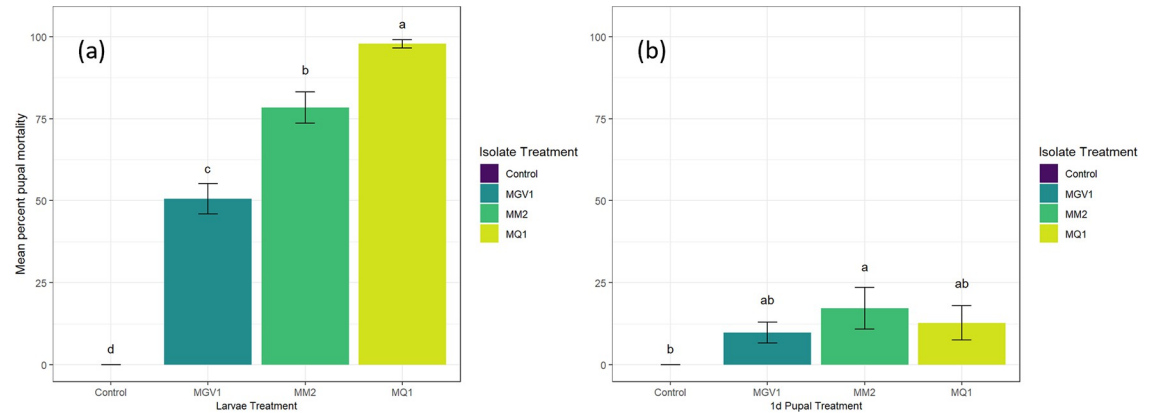 (a)
Mean percent pupal mortality
100
75
50
25
0
d
c
b
a
Control
MGV1
MM2
MQ1
Larvae Treatment
Isolate Treatment
Control
MGV1
MM2
MQ1
(b)
100
75
50
25
0
b
ab
a
ab
Control
MGV1
MM2
MQ1
1d Pupal Treatment
Isolate Treatment
Control
MGV1
MM2
MQ1